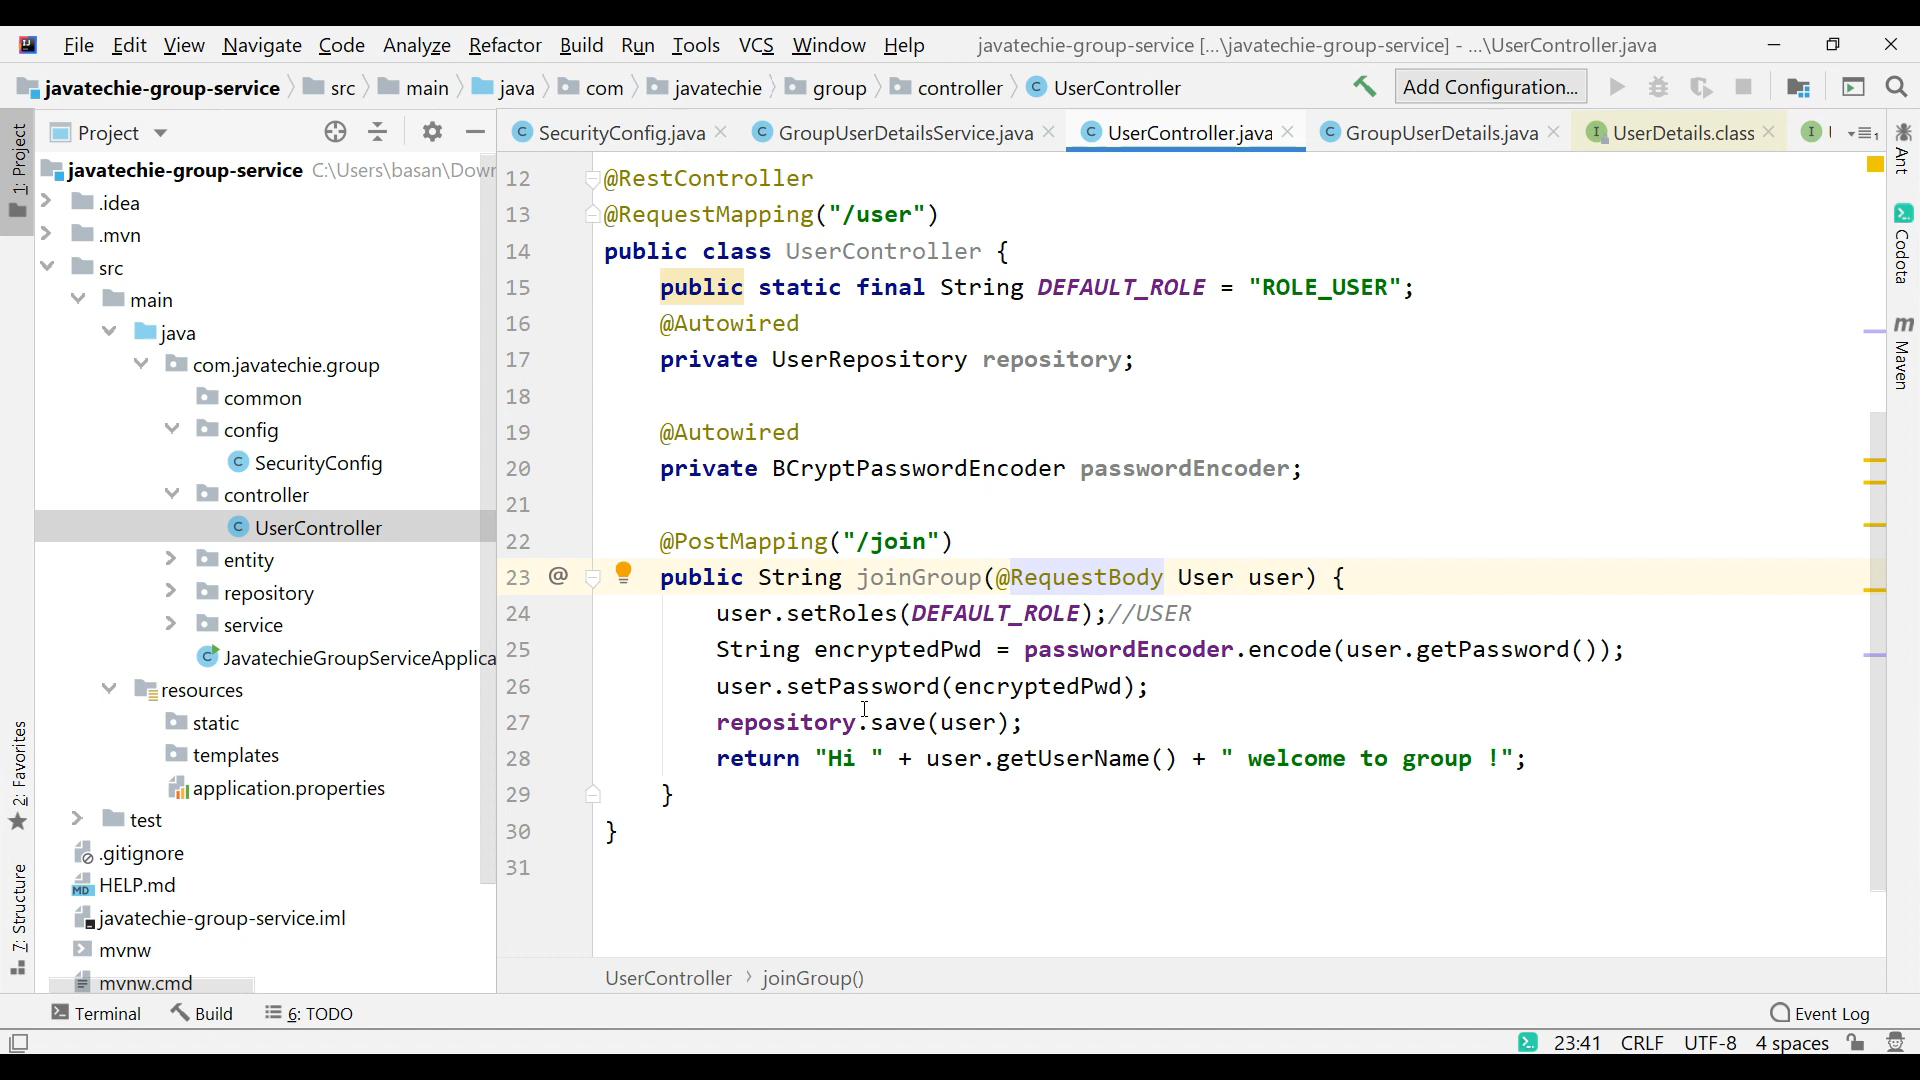 File Edit View Navigate Code Analyze Refactor Build Run Tools VCS Window Help javatechie-group-service [...\javatechie-group-service] - ...\UserController.java
javatechie-group-service src main java com javatechie group controller UserController Add Configuration...
1: Project
2: Favorites
7: Structure
Project
javatechie-group-service C:\Users\basan\Dow
.idea
.mvn
src
main
java
com.javatechie.group
common
config
SecurityConfig
controller
UserController
entity
repository
service
JavatechieGroupServiceApplica
resources
static
templates
application.properties
test
.gitignore
HELP.md
javatechie-group-service.iml
mvnw
mvnw.cmd
SecurityConfig.java GroupUserDetailsService.java UserController.java GroupUserDetails.java UserDetails.class
12 @RestController
13 @RequestMapping("/user")
14 public class UserController {
15 public static final String DEFAULT_ROLE = "ROLE_USER";
16 @Autowired
17 private UserRepository repository;
18
19 @Autowired
20 private BCryptPasswordEncoder passwordEncoder;
21
22 @PostMapping("/join")
23 @ public String joinGroup(@RequestBody User user) {
24 user.setRoles(DEFAULT_ROLE);//USER
25 String encryptedPwd = passwordEncoder.encode(user.getPassword());
26 user.setPassword(encryptedPwd);
27 repository.save(user);
28 return "Hi " + user.getUserName() + " welcome to group !";
29 }
30 }
31
UserController > joinGroup()
Ant
Codota
Maven
Terminal Build 6: TODO Event Log
23:41 CRLF UTF-8 4 spaces